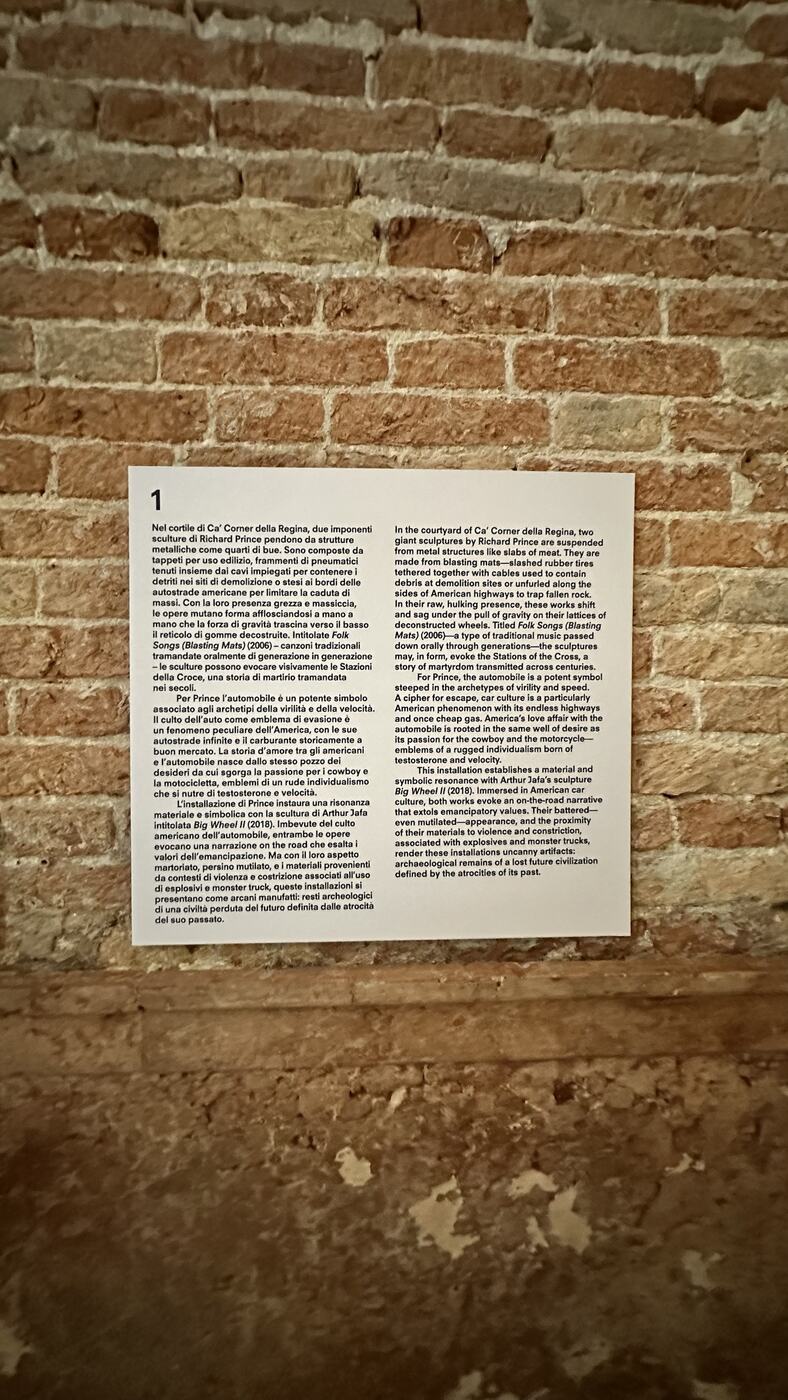 1
Nel cortile di Ca' Corner della Regina, due imponenti
sculture di Richard Prince pendono da strutture
metalliche come quarti di bue. Sono composte da
tappeti per uso edilizio, frammenti di pneumatici
tenuti insieme dai cavi impiegati per contenere i
detriti nei siti di demolizione o stesi ai bordi delle
autostrade americane per limitare la caduta di
massi. Con la loro presenza grezza e massiccia,
le opere mutano forma afflosciandosi a mano a
mano che la forza di gravità trascina verso il basso
il reticolo di gomme decostruite. Intitolate Folk
Songs (Blasting Mats) (2006) – canzoni tradizionali
tramandate oralmente di generazione in generazione
– le sculture possono evocare visivamente le Stazioni
della Croce, una storia di martirio tramandata
nei secoli.
Per Prince l'automobile è un potente simbolo
associato agli archetipi della virilità e della velocità.
Il culto dell'auto come emblema di evasione è
un fenomeno peculiare dell'America, con le sue
autostrade infinite e il carburante storicamente a
buon mercato. La storia d'amore tra gli americani
e l'automobile nasce dallo stesso pozzo dei
desideri da cui sgorga la passione per i cowboy e
la motocicletta, emblemi di un rude individualismo
che si nutre di testosterone e velocità.
L'installazione di Prince instaura una risonanza
materiale e simbolica con la scultura di Arthur Jafa
intitolata Big Wheel II (2018). Imbevute del culto
americano dell'automobile, entrambe le opere
evocano una narrazione on the road che esalta i
valori dell'emancipazione. Ma con il loro aspetto
martoriato, persino mutilato, e i materiali provenienti
da contesti di violenza e costrizione associati all'uso
di esplosivi e monster truck, queste installazioni si
presentano come arcani manufatti: resti archeologici
di una civiltà perduta del futuro definita dalle atrocità
del suo passato.
In the courtyard of Ca' Corner della Regina, two
giant sculptures by Richard Prince are suspended
from metal structures like slabs of meat. They are
made from blasting mats—slashed rubber tires
tethered together with cables used to contain
debris at demolition sites or unfurled along the
sides of American highways to trap fallen rock.
In their raw, hulking presence, these works shift
and sag under the pull of gravity on their lattices of
deconstructed wheels. Titled Folk Songs (Blasting
Mats) (2006)—a type of traditional music passed
down orally through generations—the sculptures
may, in form, evoke the Stations of the Cross, a
story of martyrdom transmitted across centuries.
For Prince, the automobile is a potent symbol
steeped in the archetypes of virility and speed.
A cipher for escape, car culture is a particularly
American phenomenon with its endless highways
and once cheap gas. America's love affair with the
automobile is rooted in the same well of desire as
its passion for the cowboy and the motorcycle—
emblems of a rugged individualism born of
testosterone and velocity.
This installation establishes a material and
symbolic resonance with Arthur Jafa's sculpture
Big Wheel II (2018). Immersed in American car
culture, both works evoke an on-the-road narrative
that extols emancipatory values. Their battered—
even mutilated—appearance, and the proximity
of their materials to violence and constriction,
associated with explosives and monster trucks,
render these installations uncanny artifacts:
archaeological remains of a lost future civilization
defined by the atrocities of its past.